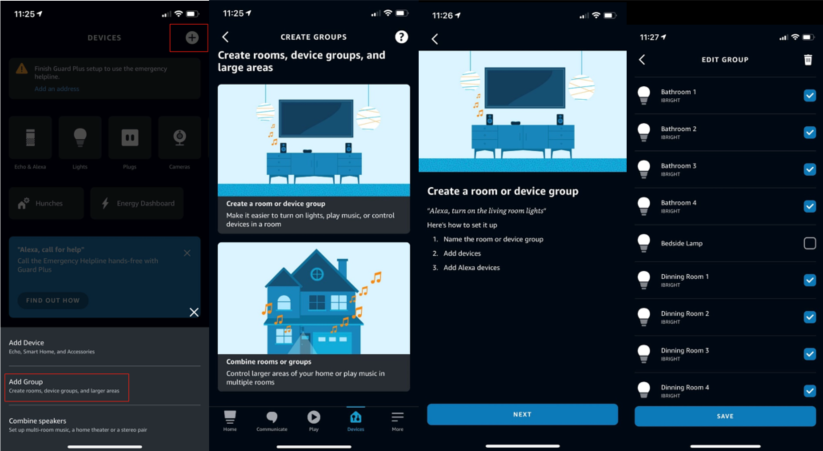 11:25
DEVICES
Finish Guard Plus setup to use the emergency
helpline.
Add an address
Echo & Alexa
Lights
Plugs
Cameras
Hunches
Energy Dashboard
"Alexa, call for help"
Call the Emergency Helpline hands-free with
Guard Plus
FIND OUT HOW
Add Device
Echo, Smart Home, and Accessories
Add Group
Create rooms, device groups, and larger areas
Combine speakers
Set up multi-room music, a home theater or a stereo pair
11:25
CREATE GROUPS
?
Create rooms, device groups, and
large areas
Create a room or device group
Make it easier to turn on lights, play music, or control
devices in a room
Combine rooms or groups
Control larger areas of your home or play music in
multiple rooms
Home
Communicate
Play
Devices
More
11:26
Create a room or device group
"Alexa, turn on the living room lights"
Here's how to set it up
1. Name the room or device group
2. Add devices
3. Add Alexa devices
NEXT
11:27
EDIT GROUP
Bathroom 1
IBRIGHT
Bathroom 2
IBRIGHT
Bathroom 3
IBRIGHT
Bathroom 4
IBRIGHT
Bedside Lamp
Dinning Room 1
IBRIGHT
Dinning Room 2
IBRIGHT
Dinning Room 3
IBRIGHT
Dinning Room 4
IBRIGHT
SAVE